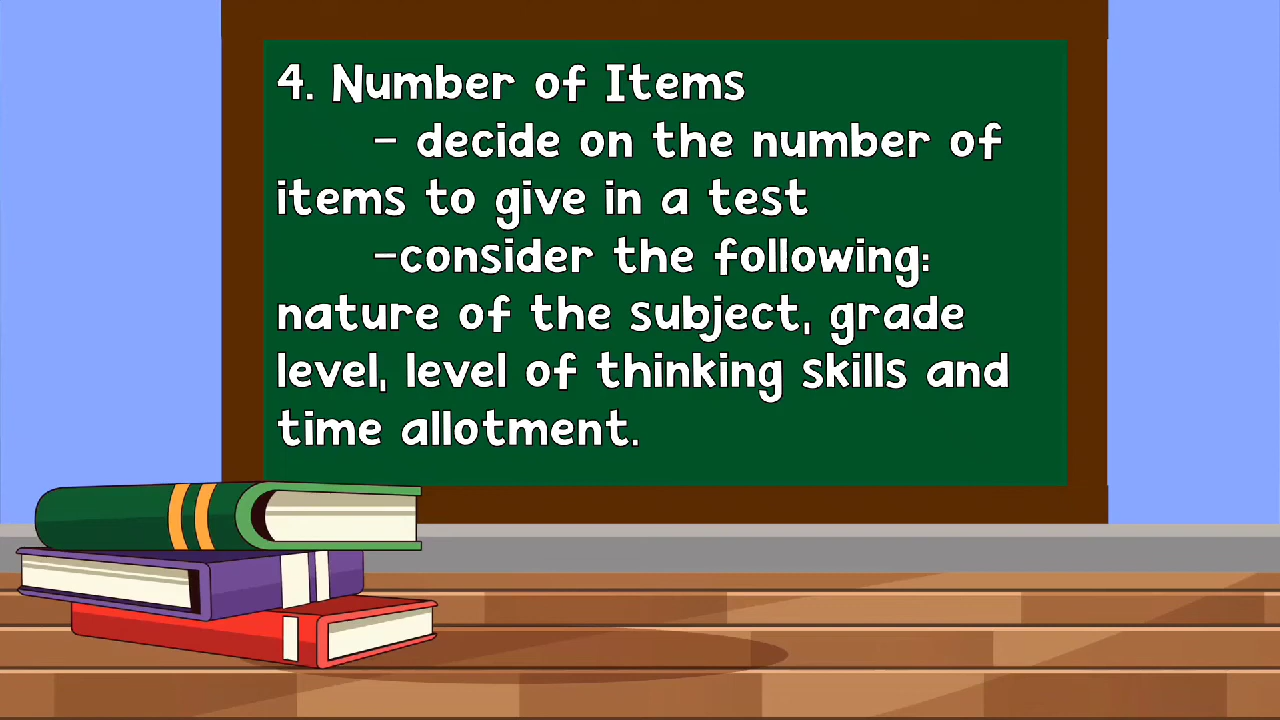 4. Number of Items
- decide on the number of
items to give in a test
-consider the following:
nature of the subject, grade
level, level of thinking skills and
time allotment.